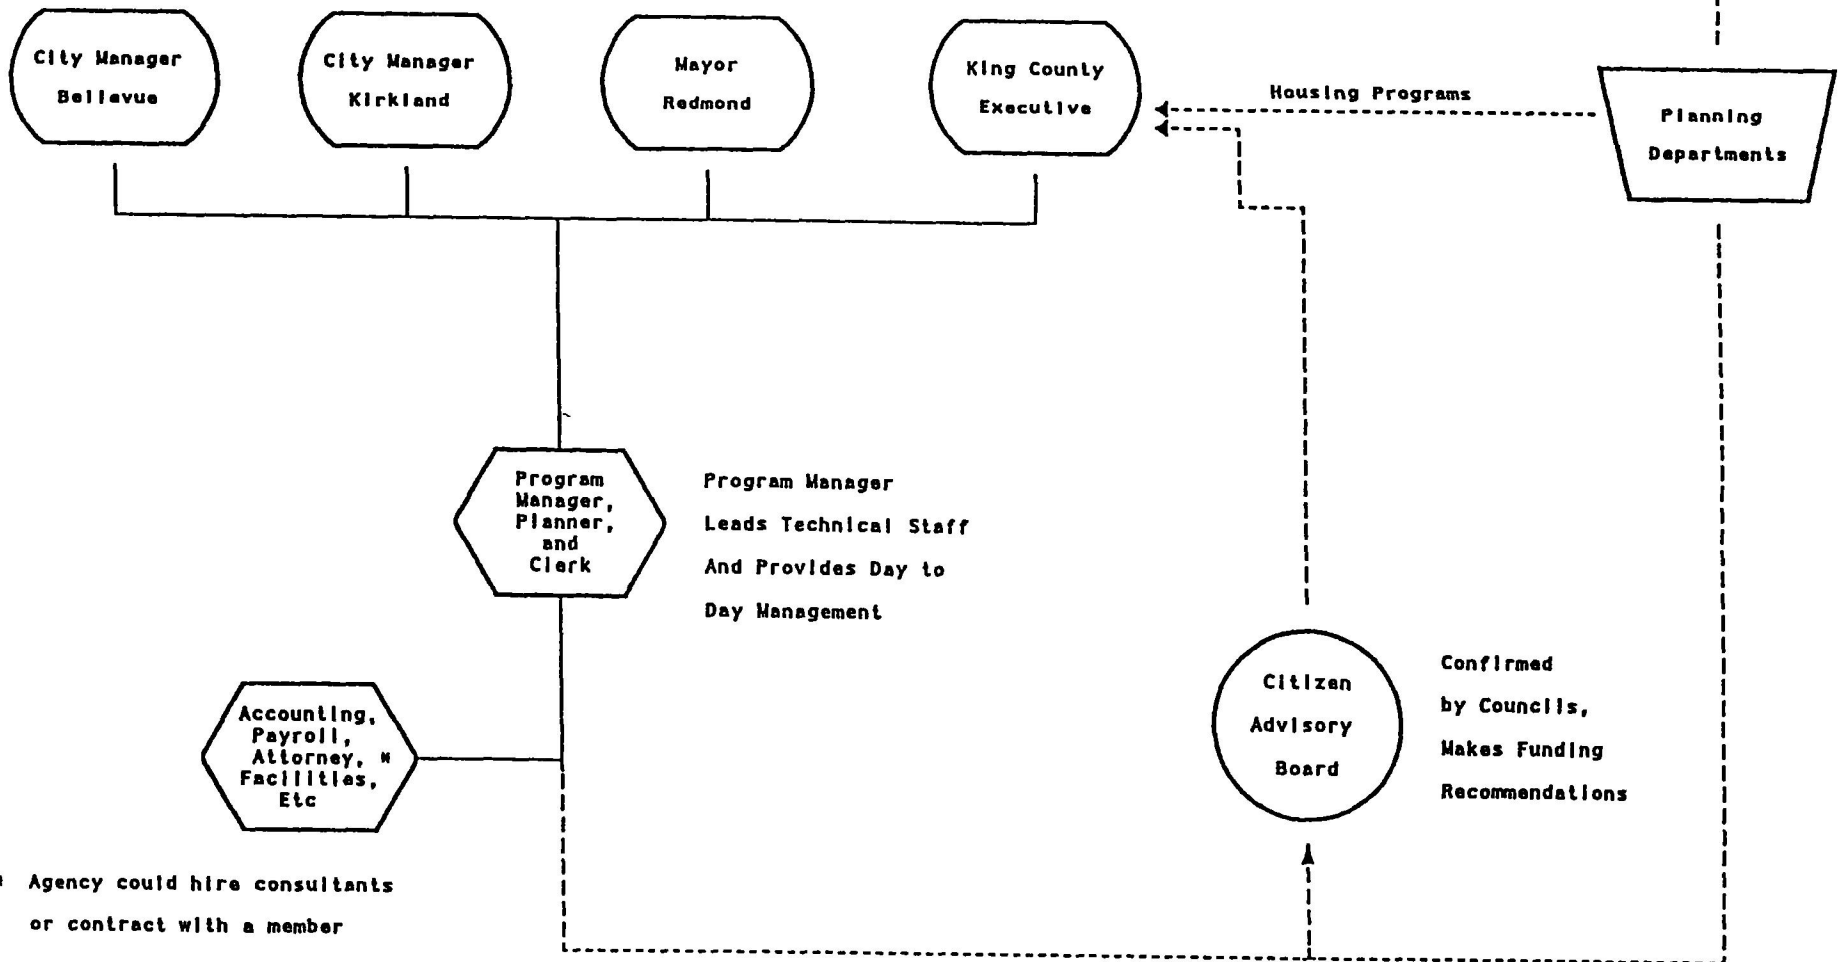 City Manager
Bellevue
City Manager
Kirkland
Mayor
Redmond
King County
Executive
Housing Programs
Planning
Departments
Program
Manager,
Planner,
and
Clerk
Program Manager
Leads Technical Staff
And Provides Day to
Day Management
Accounting,
Payroll,
Attorney, *
Facilities,
Etc
Citizen
Advisory
Board
Confirmed
by Councils,
Makes Funding
Recommendations
* Agency could hire consultants
or contract with a member